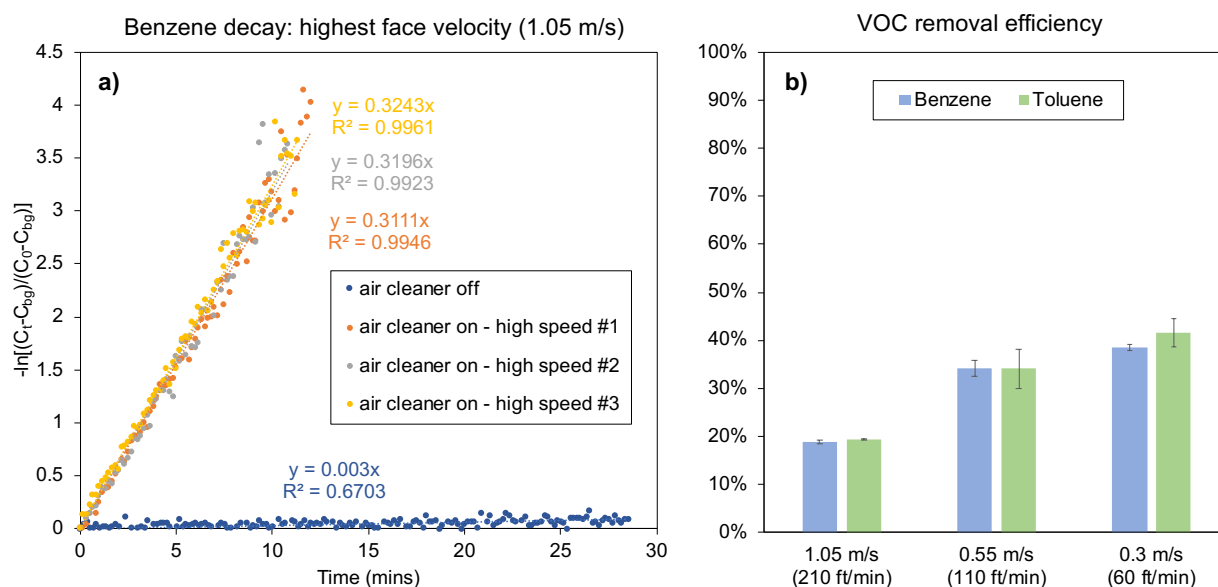 Benzene decay: highest face velocity (1.05 m/s)
a)
4.5
4
3.5
3
2.5
2
1.5
1
0.5
0
-ln[(Ct-Cbg)/(C0-Cbg)]
y = 0.3243x
R² = 0.9961
y = 0.3196x
R² = 0.9923
y = 0.3111x
R² = 0.9946
air cleaner off
air cleaner on - high speed #1
air cleaner on - high speed #2
air cleaner on - high speed #3
y = 0.003x
R² = 0.6703
0 5 10 15 20 25 30
Time (mins)
VOC removal efficiency
b)
Benzene Toluene
100%
90%
80%
70%
60%
50%
40%
30%
20%
10%
0%
1.05 m/s 0.55 m/s 0.3 m/s
(210 ft/min) (110 ft/min) (60 ft/min)